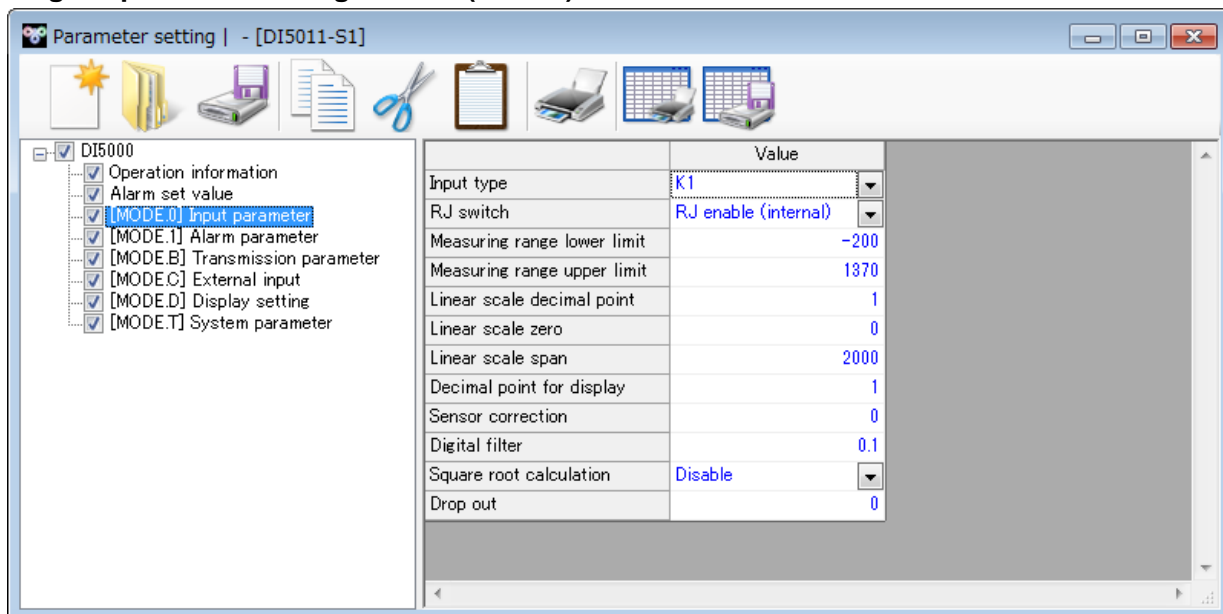 Parameter setting | - [DI5011-S1]
DI5000
Operation information
Alarm set value
[MODE.0] Input parameter
[MODE.1] Alarm parameter
[MODE.B] Transmission parameter
[MODE.C] External input
[MODE.D] Display setting
[MODE.T] System parameter
Value
Input type K1
RJ switch RJ enable (internal)
Measuring range lower limit -200
Measuring range upper limit 1370
Linear scale decimal point 1
Linear scale zero 0
Linear scale span 2000
Decimal point for display 1
Sensor correction 0
Digital filter 0.1
Square root calculation Disable
Drop out 0